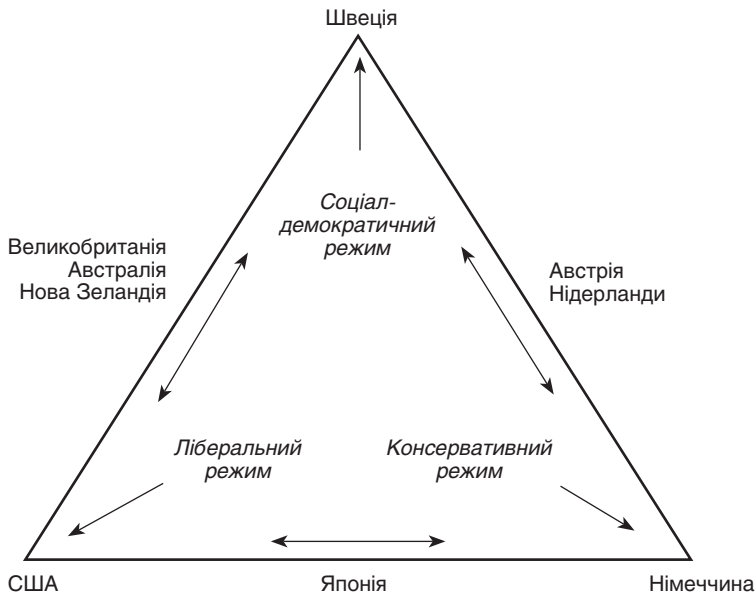 Швеція
Соціал-
демократичний
режим
Великобританія
Австралія
Нова Зеландія
Австрія
Нідерланди
Ліберальний
режим
Консервативний
режим
США
Японія
Німеччина